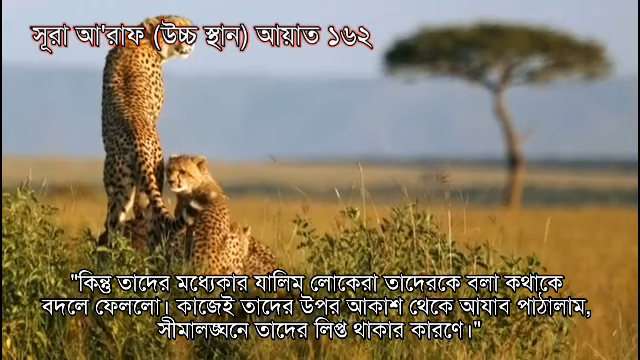 সূরা আ'রাফ (উচ্চ স্থান) আয়াত ১৬২
"কিন্তু তাদের মধ্যেকার যালিম লোকেরা তাদেরকে বলা কথাকে
বদলে ফেললো। কাজেই তাদের উপর আকাশ থেকে আযাব পাঠালাম,
সীমালঙ্ঘনে তাদের লিপ্ত থাকার কারণে।"